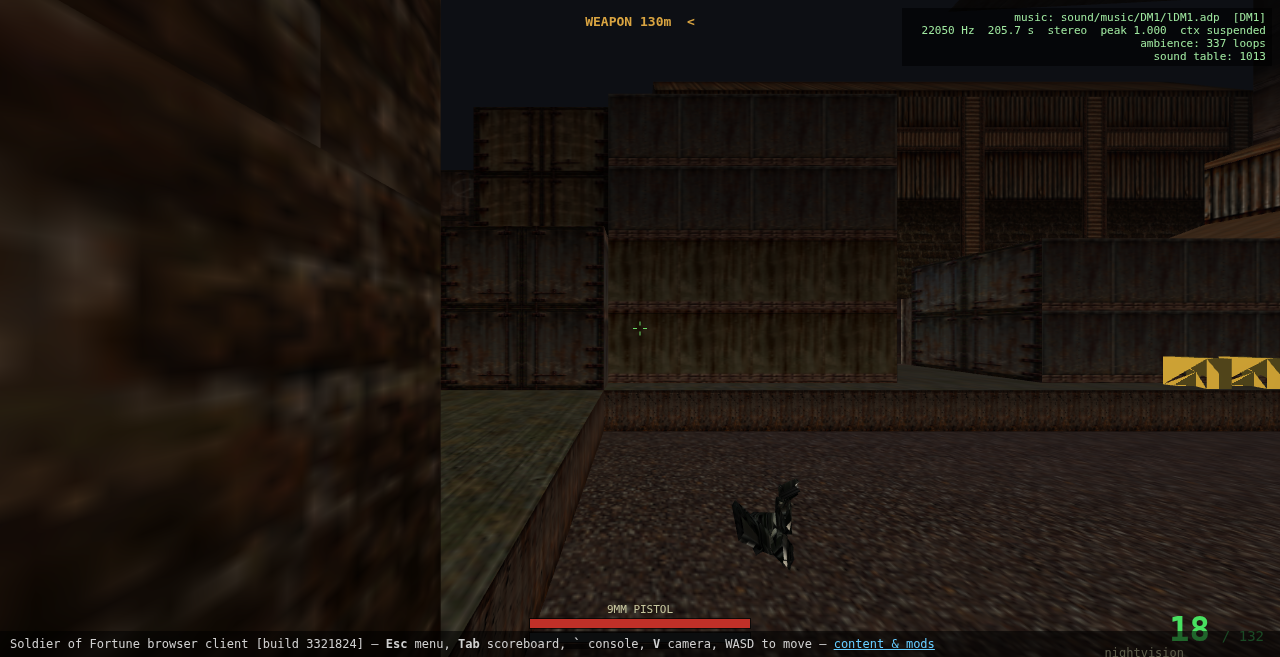 WEAPON 130m <
music: sound/music/DM1/lDM1.adp [DM1]
22050 Hz 205.7 s stereo peak 1.000 ctx suspended
ambience: 337 loops
sound table: 1013
9MM PISTOL
18 / 132
nightvision
Soldier of Fortune browser client [build 3321824] — Esc menu, Tab scoreboard, ` console, V camera, WASD to move — content & mods